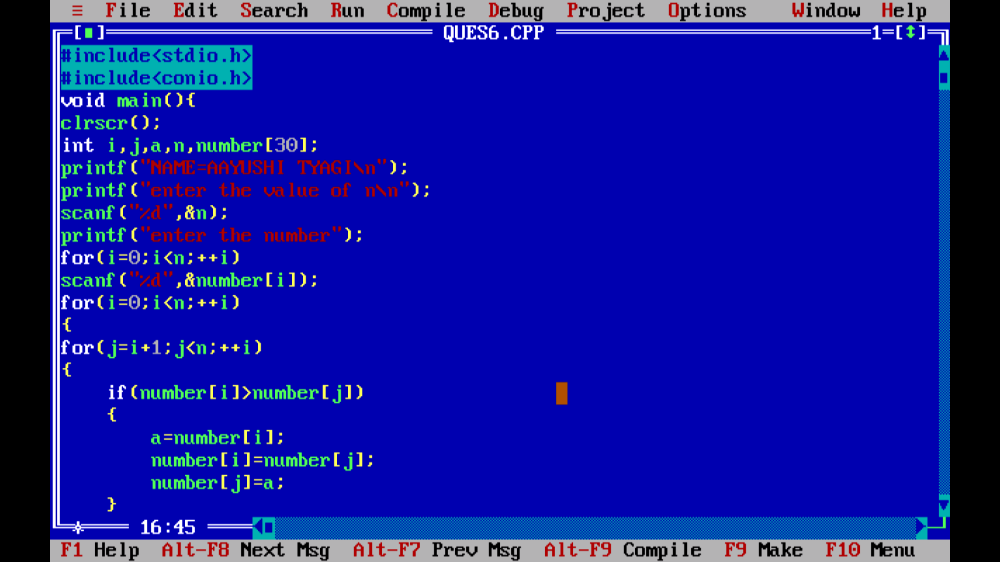 ≡ File Edit Search Run Compile Debug Project Options Window Help
[■] QUES6.CPP 1=[↕]
#include<stdio.h>
#include<conio.h>
void main(){
clrscr();
int i,j,a,n,number[30];
printf("NAME=AAYUSHI TYAGI\n");
printf("enter the value of n\n");
scanf("%d",&n);
printf("enter the number");
for(i=0;i<n;++i)
scanf("%d",&number[i]);
for(i=0;i<n;++i)
{
for(j=i+1;j<n;++i)
{
if(number[i]>number[j])
{
a=number[i];
number[i]=number[j];
number[j]=a;
}
16:45
F1 Help Alt-F8 Next Msg Alt-F7 Prev Msg Alt-F9 Compile F9 Make F10 Menu